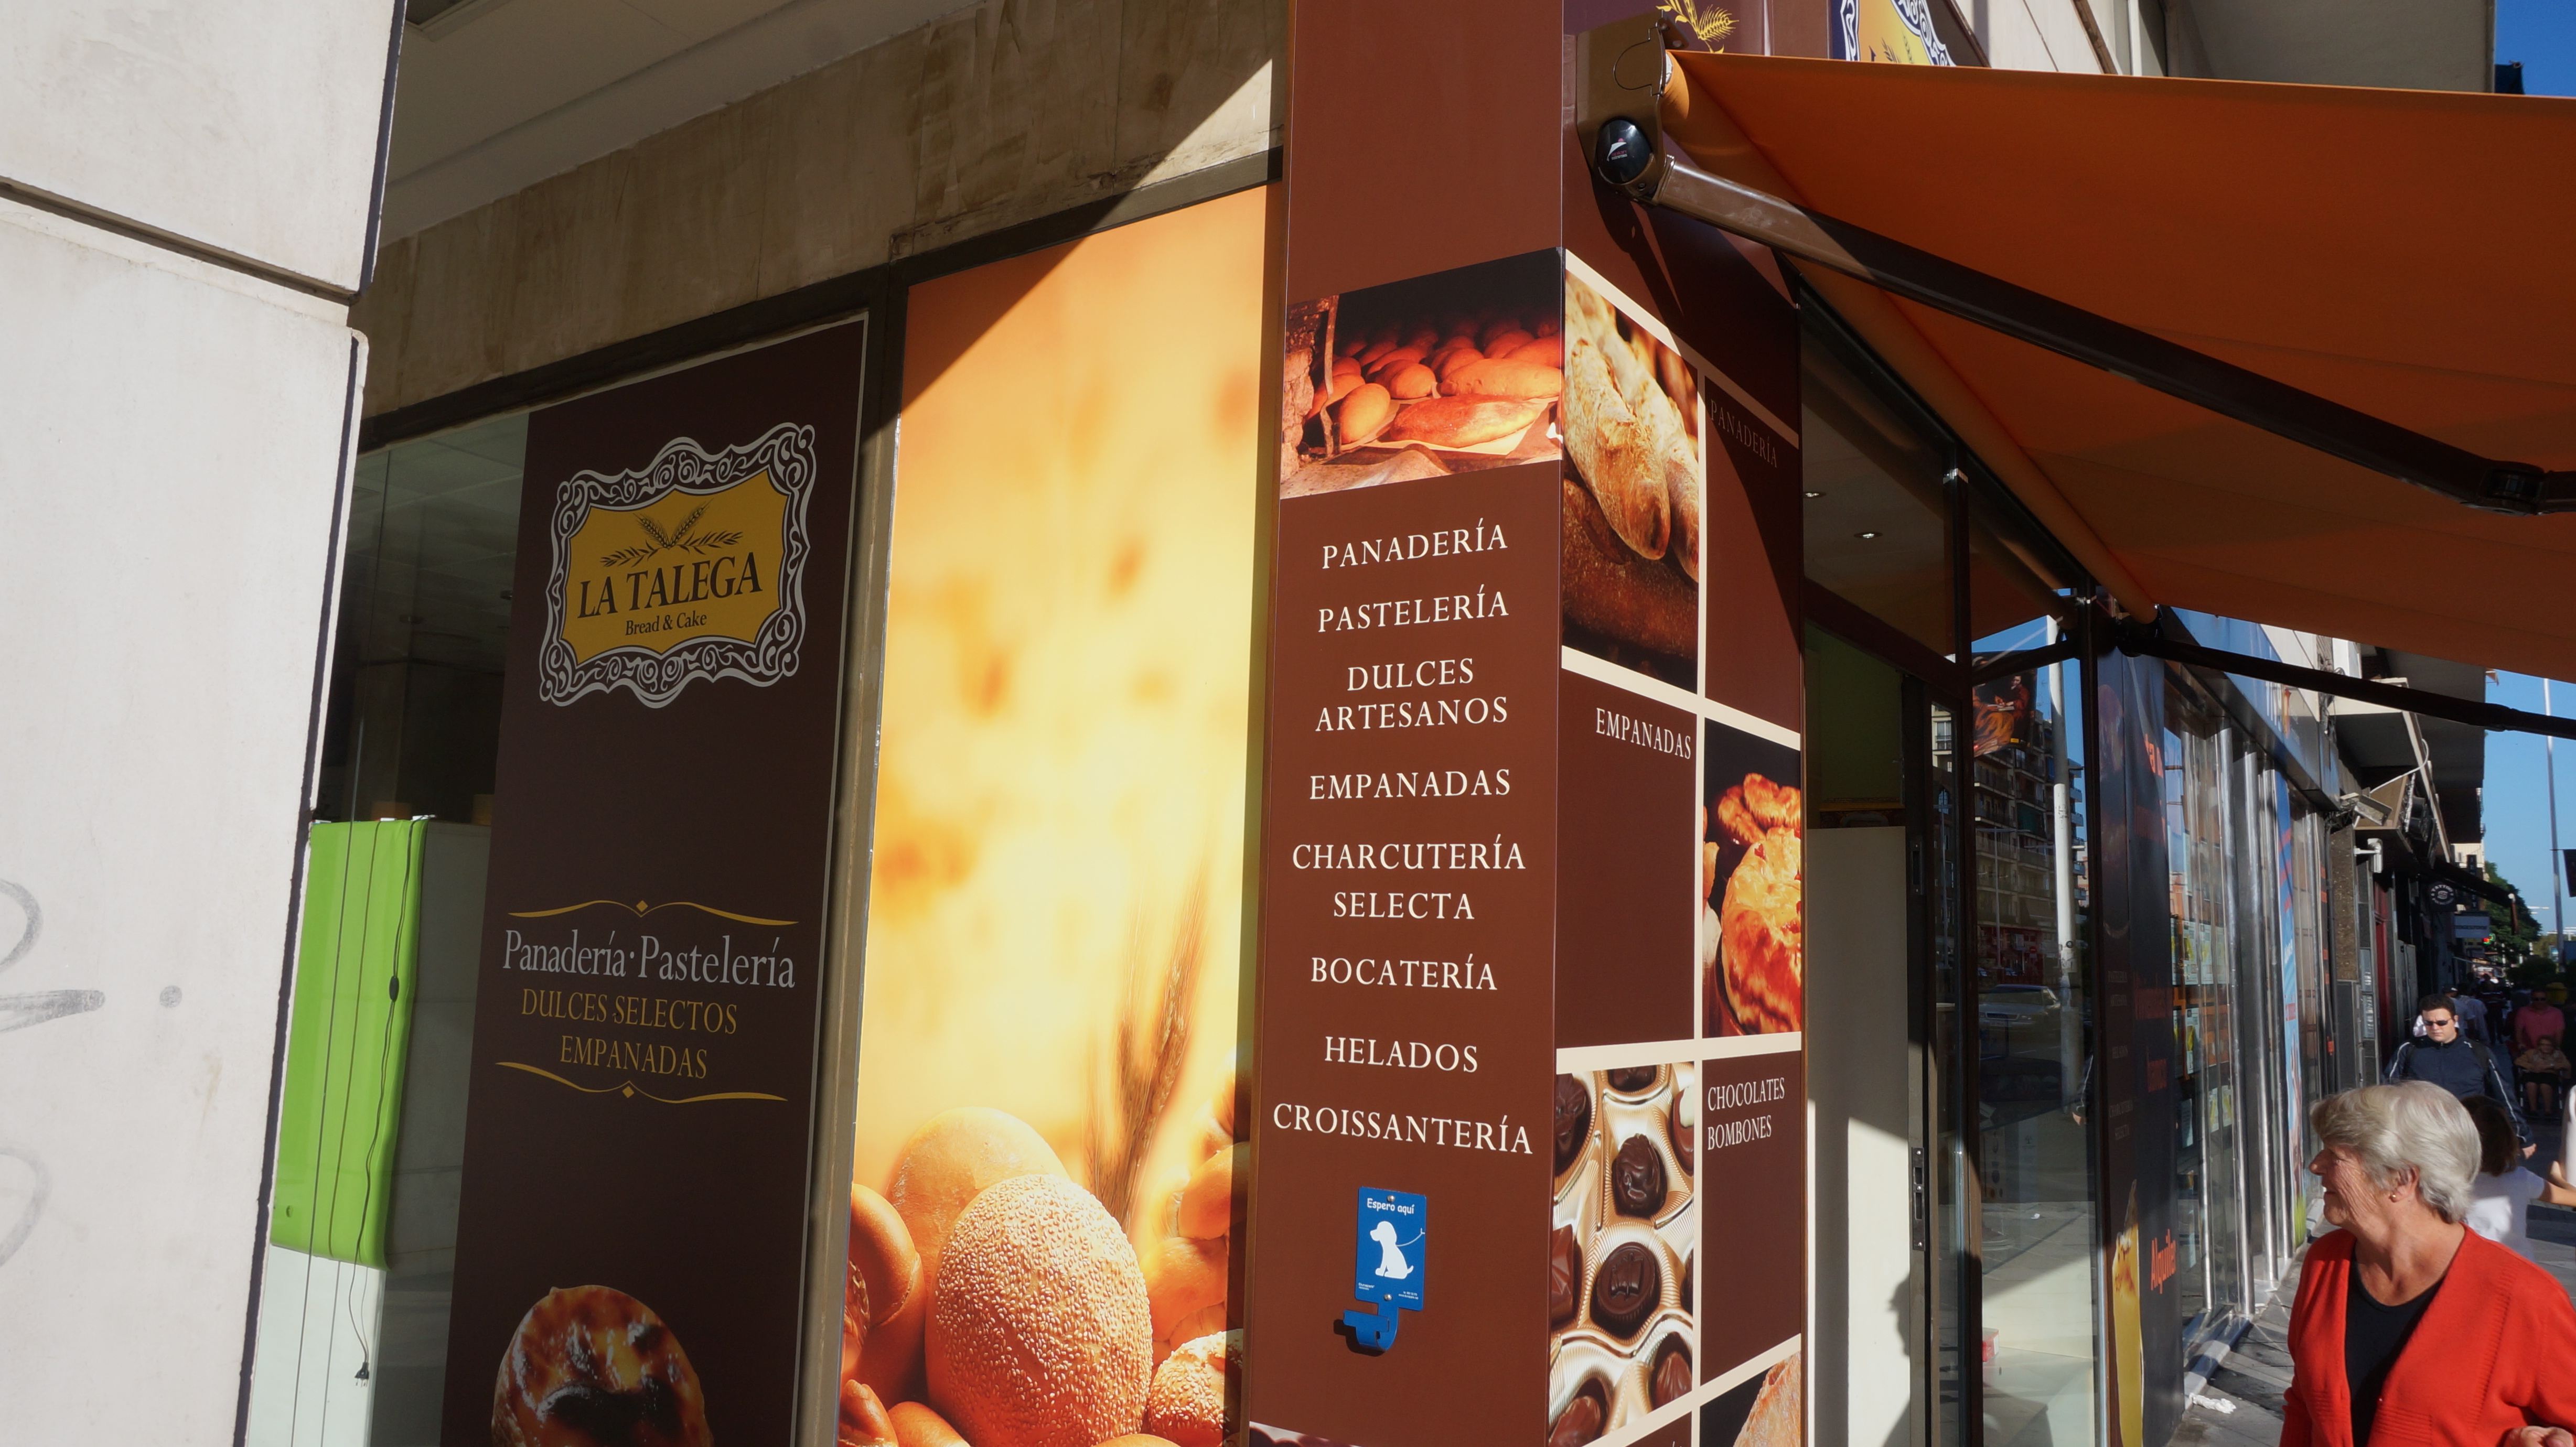 LA TALEGA
Bread & Cake
Panadería·Pastelería
DULCES SELECTOS
EMPANADAS
PANADERÍA
PASTELERÍA
DULCES
ARTESANOS
EMPANADAS
CHARCUTERÍA
SELECTA
BOCATERÍA
HELADOS
CROISSANTERÍA
Espero aquí
PANADERÍA
EMPANADAS
CHOCOLATES
BOMBONES
Alquila